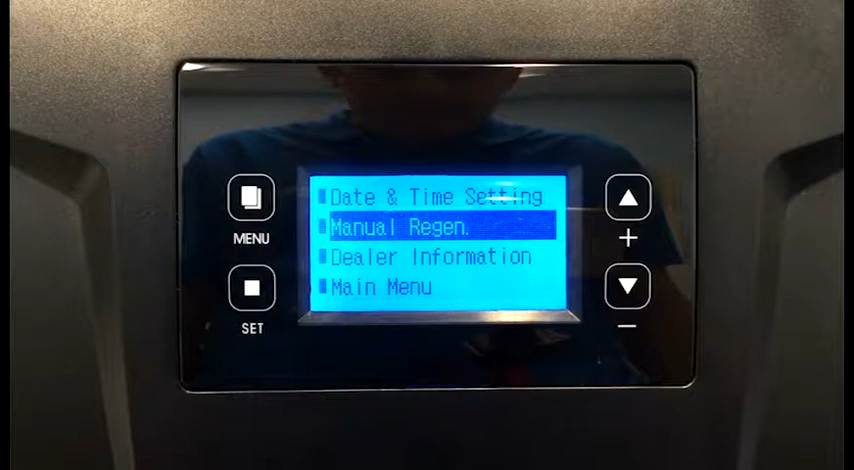 MENU
SET
Date & Time Setting
Manual Regen.
Dealer Information
Main Menu
+
−